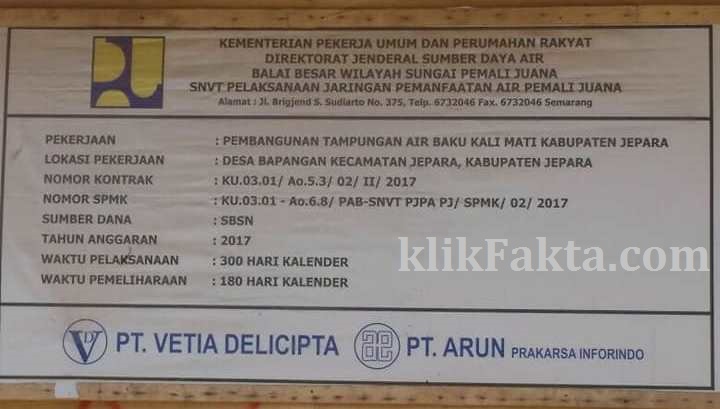 KEMENTERIAN PEKERJA UMUM DAN PERUMAHAN RAKYAT
DIREKTORAT JENDERAL SUMBER DAYA AIR
BALAI BESAR WILAYAH SUNGAI PEMALI JUANA
SNVT PELAKSANAAN JARINGAN PEMANFAATAN AIR PEMALI JUANA
Alamat : Jl. Brigjend S. Sudiarto No. 375, Telp. 6732046 Fax. 6732046 Semarang
PEKERJAAN : PEMBANGUNAN TAMPUNGAN AIR BAKU KALI MATI KABUPATEN JEPARA
LOKASI PEKERJAAN : DESA BAPANGAN KECAMATAN JEPARA, KABUPATEN JEPARA
NOMOR KONTRAK : KU.03.01/ Ao.5.3/ 02/ II/ 2017
NOMOR SPMK : KU.03.01 - Ao.6.8/ PAB-SNVT PJPA PJ/ SPMK/ 02/ 2017
SUMBER DANA : SBSN
TAHUN ANGGARAN : 2017
WAKTU PELAKSANAAN : 300 HARI KALENDER
WAKTU PEMELIHARAAN : 180 HARI KALENDER
klikFakta.com
VD PT. VETIA DELICIPTA PT. ARUN PRAKARSA INFORINDO